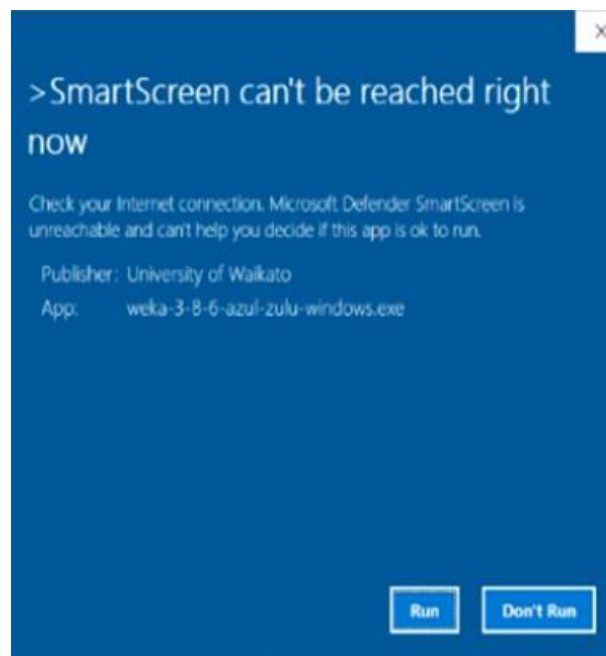 >SmartScreen can't be reached right
now
Check your Internet connection. Microsoft Defender SmartScreen is
unreachable and can't help you decide if this app is ok to run.
Publisher: University of Waikato
App: weka-3-8-6-azul-zulu-windows.exe
Run Don't Run